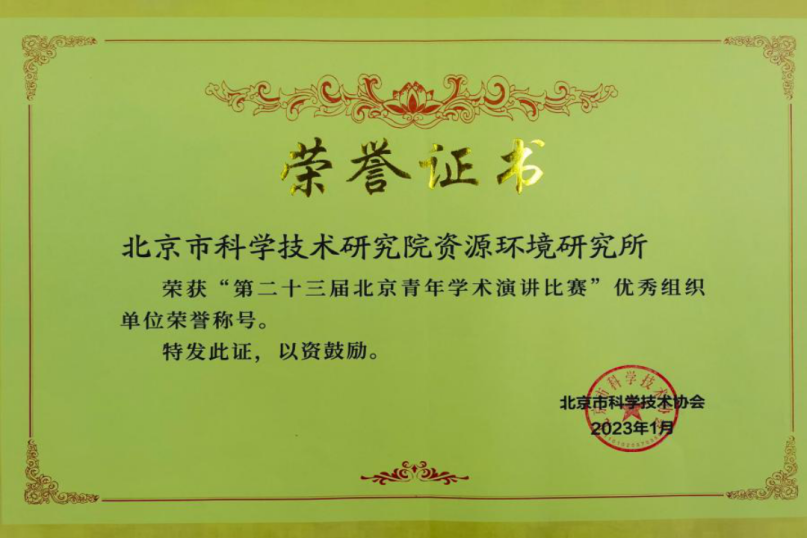 荣誉证书
北京市科学技术研究院资源环境研究所
荣获“第二十三届北京青年学术演讲比赛”优秀组织
单位荣誉称号。
特发此证，以资鼓励。
北京市科学技术协会
2023年1月